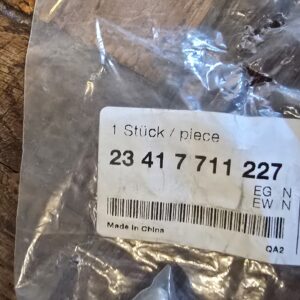 1 Stück / piece
23 41 7 711 227
EG N
EW N
Made in China
QA2